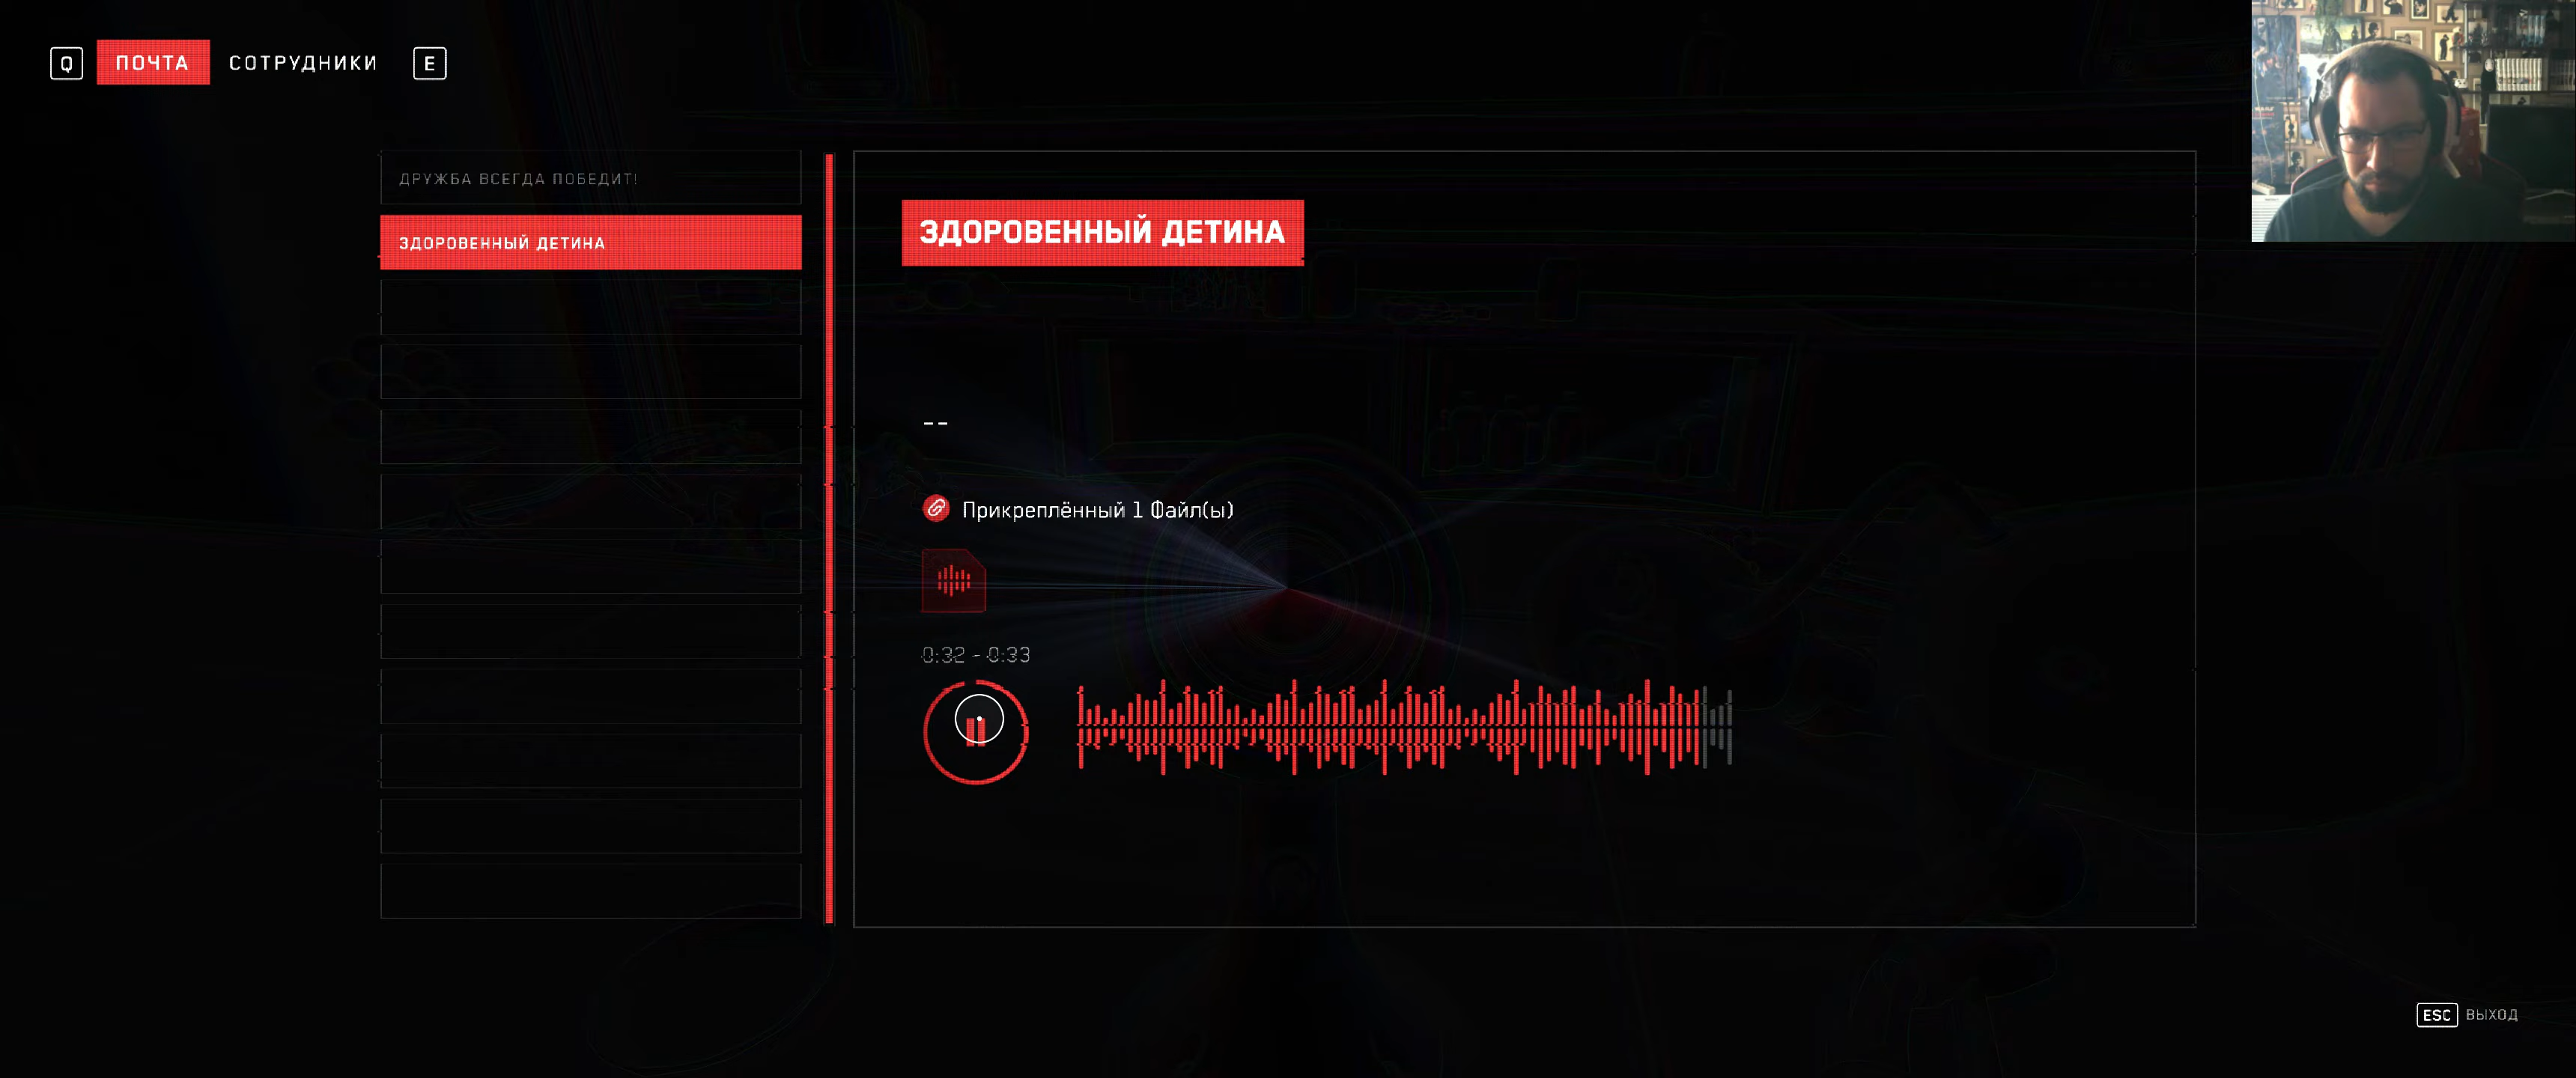 Q ПОЧТА СОТРУДНИКИ E
ДРУЖБА ВСЕГДА ПОБЕДИТ!
ЗДОРОВЕННЫЙ ДЕТИНА
ЗДОРОВЕННЫЙ ДЕТИНА
--
Прикреплённый 1 Файл(ы)
0:32 - 0:33
ESC ВЫХОД